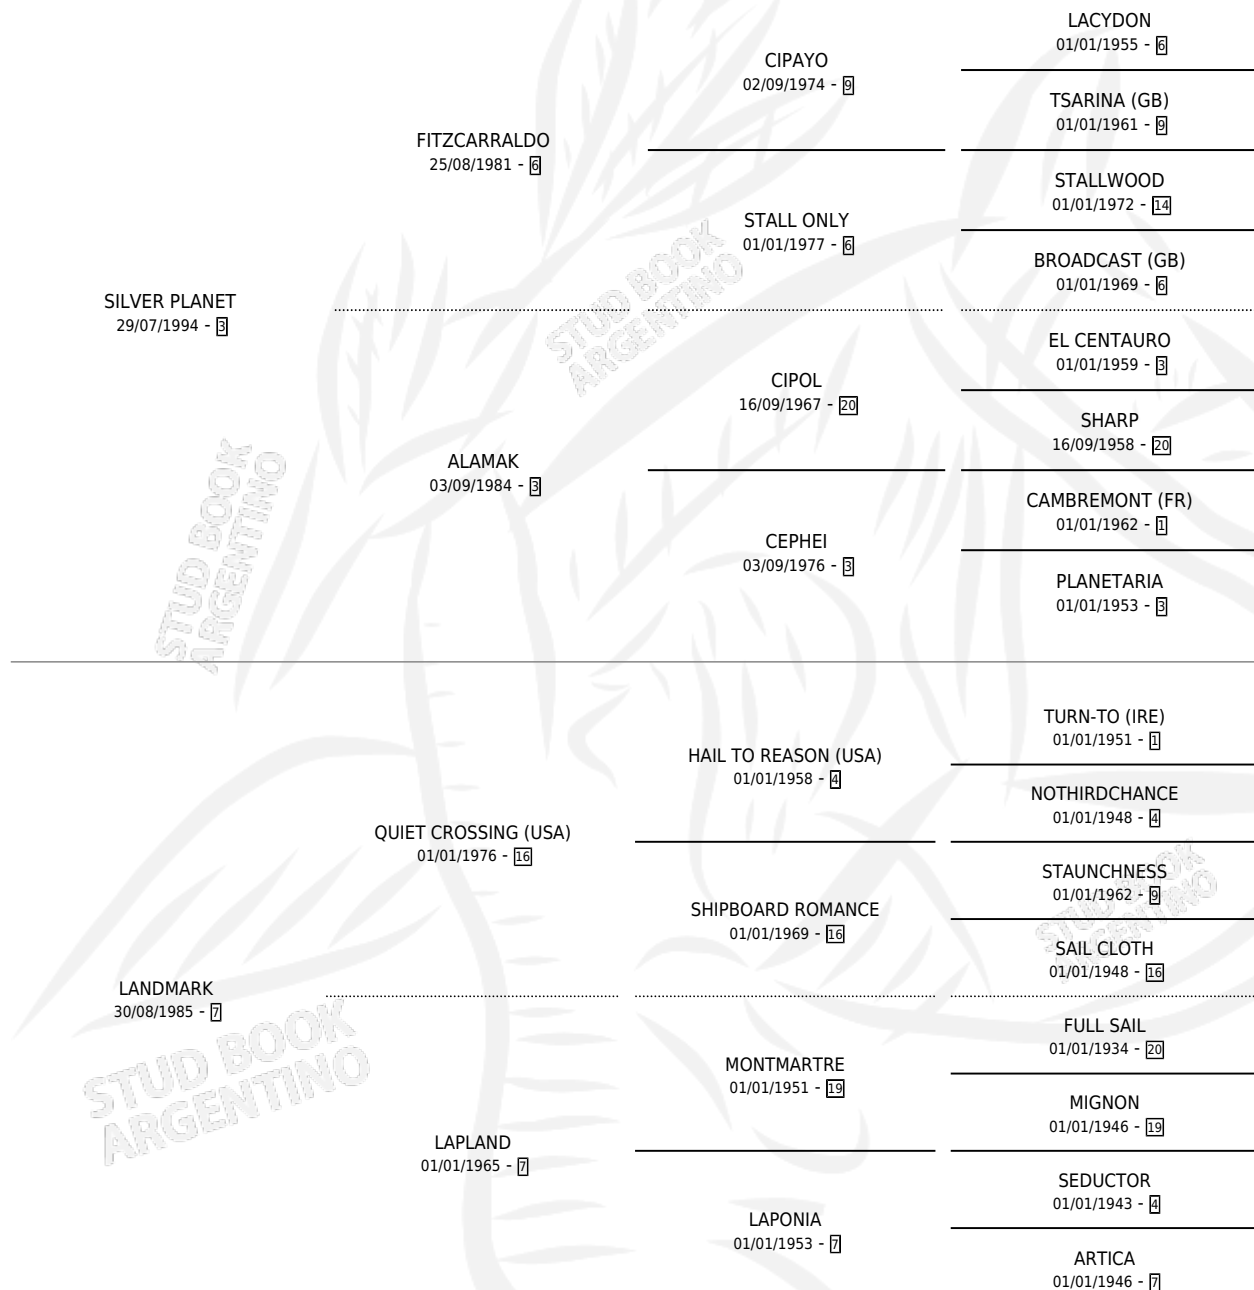 LACYDON
01/01/1955 - 6
CIPAYO
02/09/1974 - 9
TSARINA (GB)
01/01/1961 - 9
FITZCARRALDO
25/08/1981 - 6
STALLWOOD
01/01/1972 - 14
STALL ONLY
01/01/1977 - 6
BROADCAST (GB)
01/01/1969 - 6
SILVER PLANET
29/07/1994 - 3
STUD BOOK
ARGENTINO
EL CENTAURO
01/01/1959 - 3
CIPOL
16/09/1967 - 20
SHARP
16/09/1958 - 20
ALAMAK
03/09/1984 - 3
CAMBREMONT (FR)
01/01/1962 - 1
CEPHEI
03/09/1976 - 3
PLANETARIA
01/01/1953 - 3
STUD BOOK
ARGENTINO
TURN-TO (IRE)
01/01/1951 - 1
HAIL TO REASON (USA)
01/01/1958 - 4
NOTHIRDCHANCE
01/01/1948 - 4
QUIET CROSSING (USA)
01/01/1976 - 16
STAUNCHNESS
01/01/1962 - 9
SHIPBOARD ROMANCE
01/01/1969 - 16
SAIL CLOTH
01/01/1948 - 16
STUD BOOK
ARGENTINO
LANDMARK
30/08/1985 - 7
FULL SAIL
01/01/1934 - 20
MONTMARTRE
01/01/1951 - 19
MIGNON
01/01/1946 - 19
STUD BOOK
ARGENTINO
LAPLAND
01/01/1965 - 7
SEDUCTOR
01/01/1943 - 4
LAPONIA
01/01/1953 - 7
ARTICA
01/01/1946 - 7